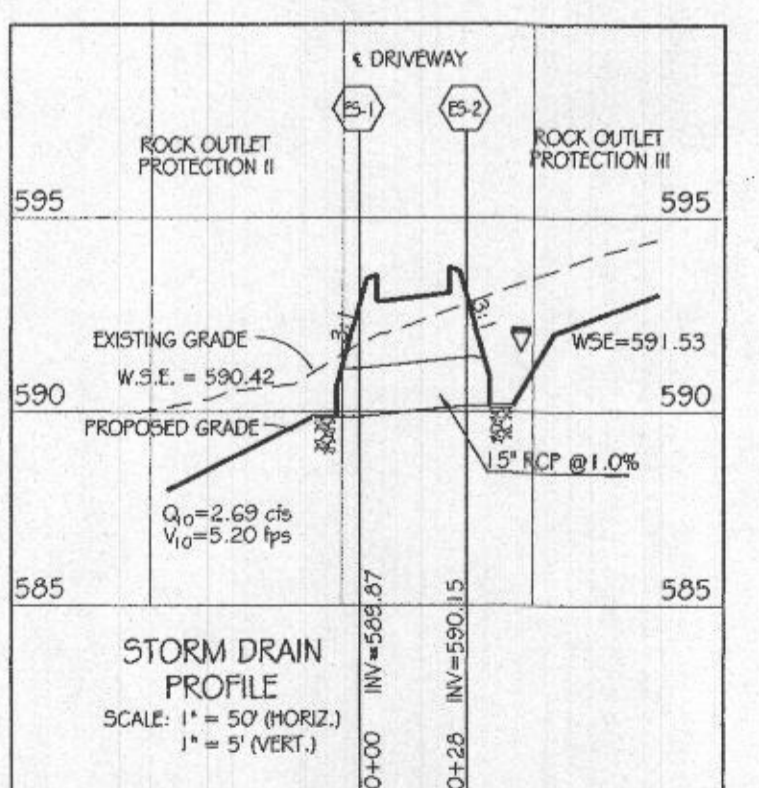 ℄ DRIVEWAY
ES-1
ES-2
ROCK OUTLET
PROTECTION II
ROCK OUTLET
PROTECTION III
595
595
3:1
3:1
EXISTING GRADE
WSE=591.53
W.S.E. = 590.42
590
590
PROPOSED GRADE
15" RCP @1.0%
Q10=2.69 cfs
V10=5.20 fps
585
585
INV=589.87
INV=590.15
STORM DRAIN
PROFILE
SCALE: 1" = 50' (HORIZ.)
1" = 5' (VERT.)
0+00
0+28